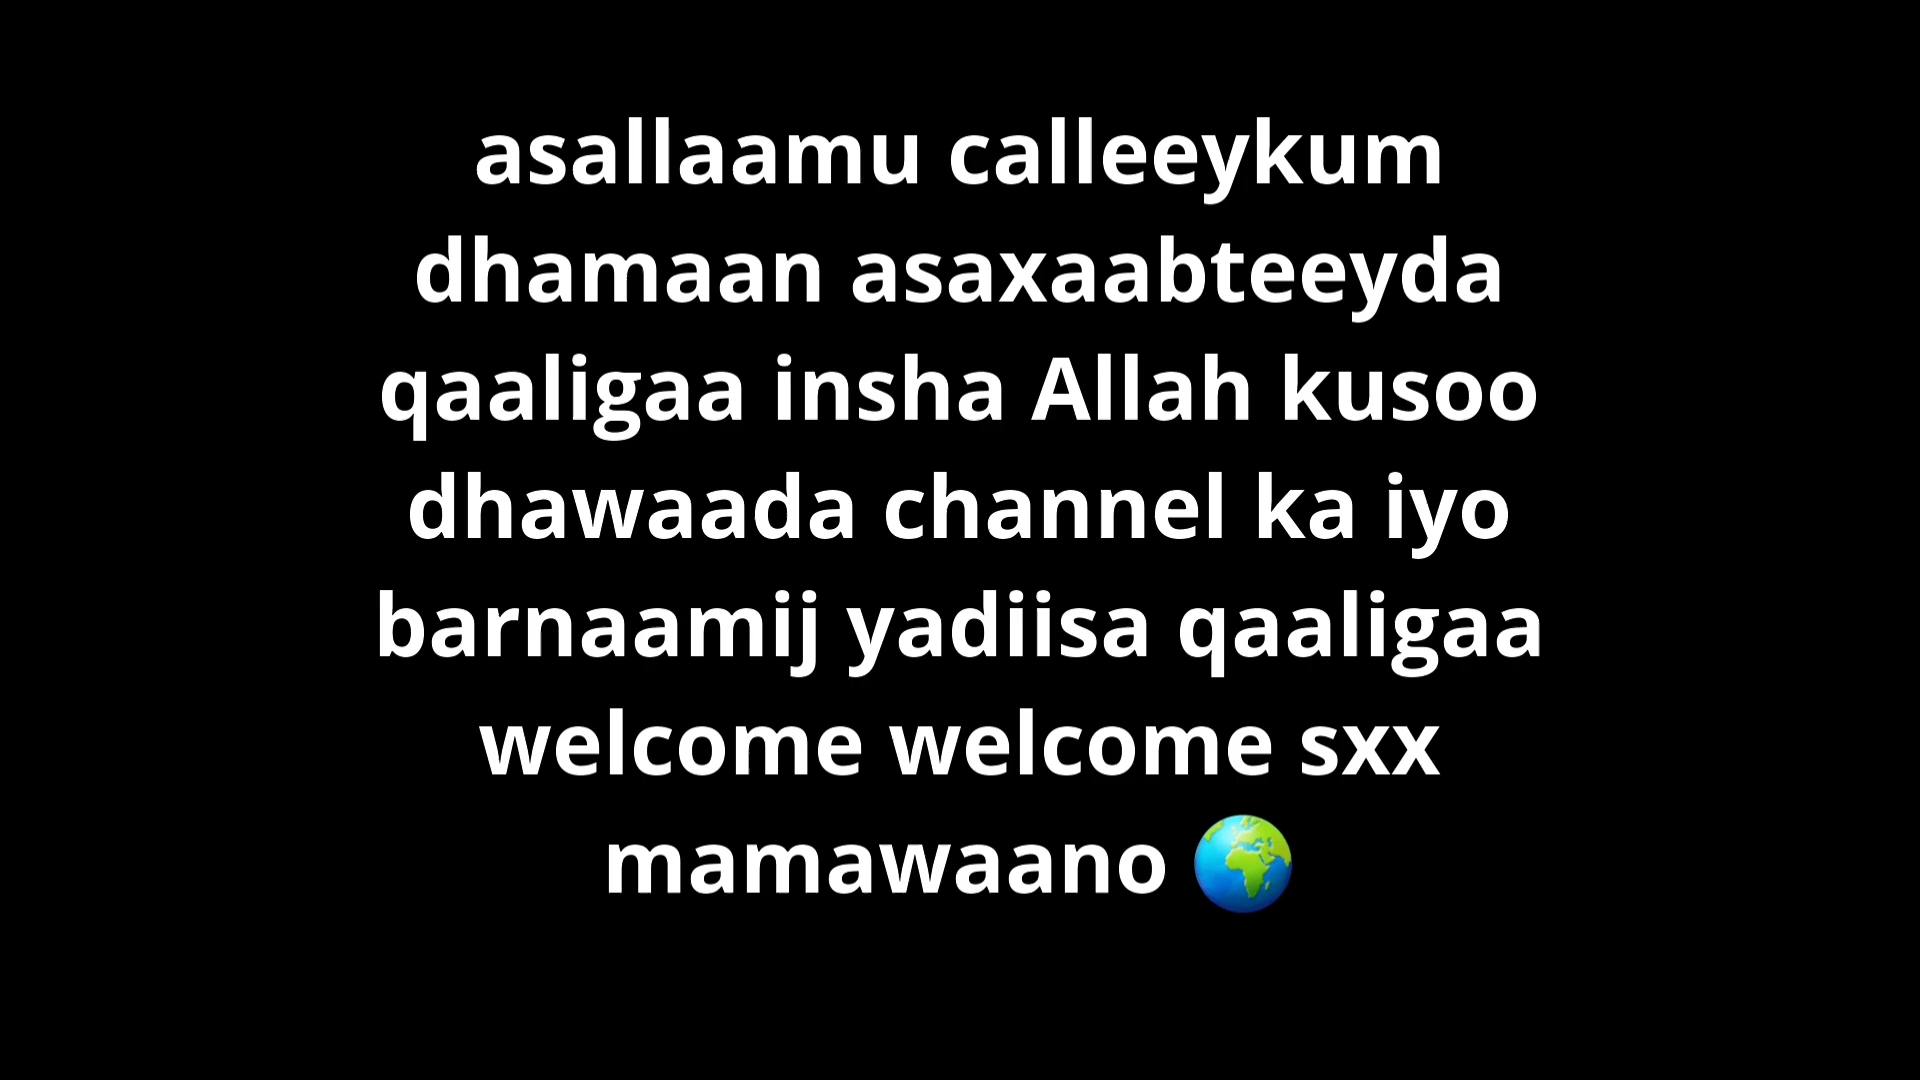 asallaamu calleeykum
dhamaan asaxaabteeyda
qaaligaa insha Allah kusoo
dhawaada channel ka iyo
barnaamij yadiisa qaaligaa
welcome welcome sxx
mamawaano 🌍